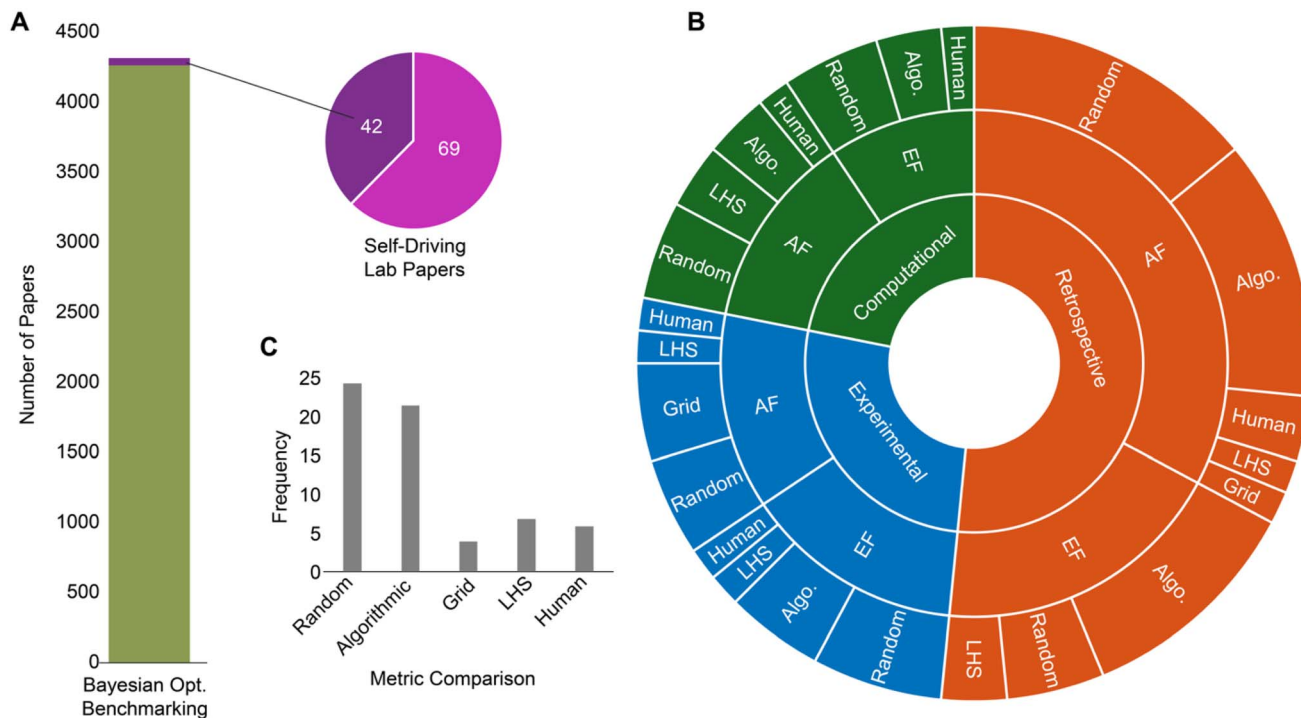 A
4500
4000
3500
3000
2500
2000
1500
1000
500
0
Number of Papers
Bayesian Opt.
Benchmarking
42
69
Self-Driving
Lab Papers
C
25
20
15
10
5
0
Frequency
Random
Algorithmic
Grid
LHS
Human
Metric Comparison
B
Retrospective
AF
Random
Algo.
Human
LHS
Grid
EF
Algo.
Random
LHS
Experimental
EF
Random
Algo.
LHS
Human
AF
Random
Grid
LHS
Human
Computational
AF
Random
LHS
Algo.
Human
EF
Random
Algo.
Human